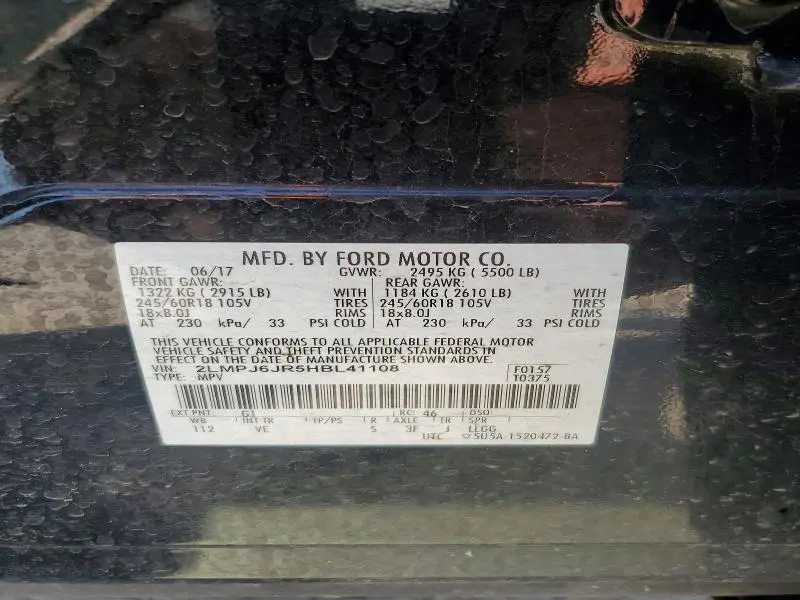 MFD. BY FORD MOTOR CO.
DATE: 06/17 GVWR: 2495 KG ( 5500 LB)
FRONT GAWR: REAR GAWR:
1322 KG ( 2915 LB) WITH 1184 KG ( 2610 LB) WITH
245/60R18 105V TIRES 245/60R18 105V TIRES
18x8.0J RIMS 18x8.0J RIMS
AT 230 kPa/ 33 PSI COLD AT 230 kPa/ 33 PSI COLD
THIS VEHICLE CONFORMS TO ALL APPLICABLE FEDERAL MOTOR
VEHICLE SAFETY AND THEFT PREVENTION STANDARDS IN
EFFECT ON THE DATE OF MANUFACTURE SHOWN ABOVE.
VIN: 2LMPJ6JR5HBL41108 F0157
TYPE: MPV T0375
EXT PNT: G1 RC: 46 DSO:
WB INT TR TP/PS R AXLE TR SPR
112 VE S 3F J LLGG
UTC 5U5A-1520472-BA